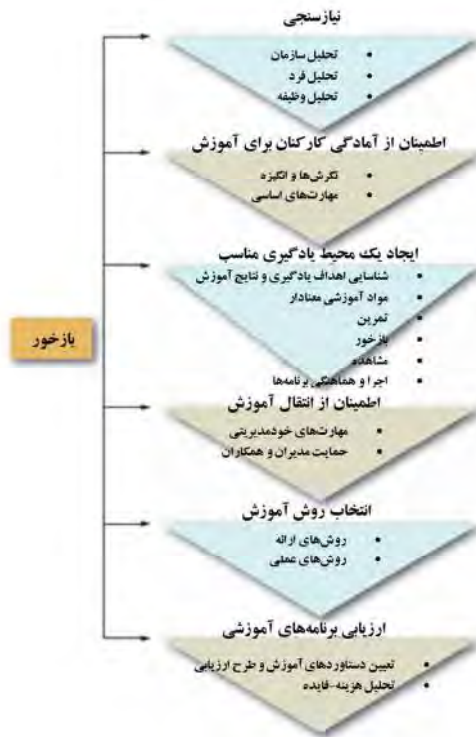 نیازسنجی
تحلیل سازمان
تحلیل فرد
تحلیل وظیفه
اطمینان از آمادگی کارکنان برای آموزش
نگرش‌ها و انگیزه
مهارت‌های اساسی
ایجاد یک محیط یادگیری مناسب
شناسایی اهداف یادگیری و نتایج آموزش
مواد آموزشی معنادار
تمرین
بازخور
مشاهده
اجرا و هماهنگی برنامه‌ها
بازخور
اطمینان از انتقال آموزش
مهارت‌های خودمدیریتی
حمایت مدیران و همکاران
انتخاب روش آموزش
روش‌های ارائه
روش‌های عملی
ارزیابی برنامه‌های آموزشی
تعیین دستاوردهای آموزش و طرح ارزیابی
تحلیل هزینه-فایده